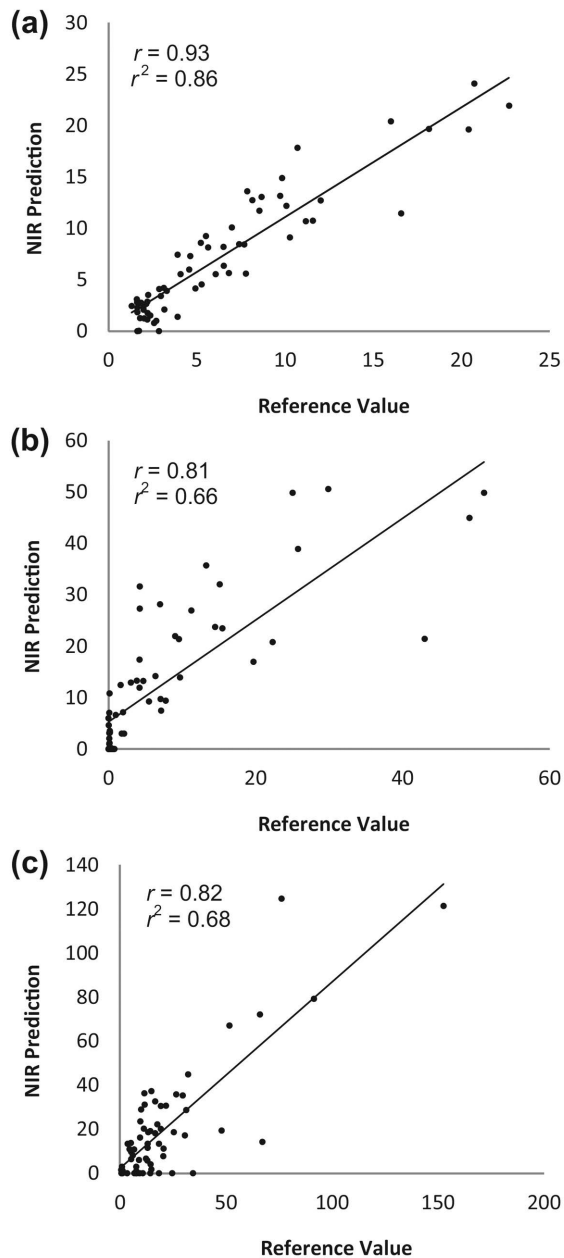 (a)
r = 0.93
r² = 0.86
30
25
20
15
10
5
0
NIR Prediction
0 5 10 15 20 25
Reference Value
(b)
r = 0.81
r² = 0.66
60
50
40
30
20
10
0
NIR Prediction
0 20 40 60
Reference Value
(c)
r = 0.82
r² = 0.68
140
120
100
80
60
40
20
0
NIR Prediction
0 50 100 150 200
Reference Value